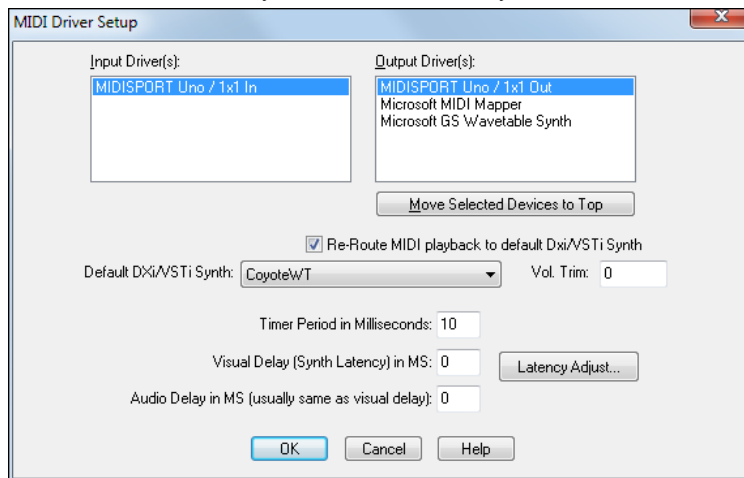 MIDI Driver Setup
Input Driver(s):
Output Driver(s):
MIDISPORT Uno / 1x1 In
MIDISPORT Uno / 1x1 Out
Microsoft MIDI Mapper
Microsoft GS Wavetable Synth
Move Selected Devices to Top
Re-Route MIDI playback to default Dxi/VSTi Synth
Default DXi/VSTi Synth: CoyoteWT Vol. Trim: 0
Timer Period in Milliseconds: 10
Visual Delay (Synth Latency) in MS: 0 Latency Adjust...
Audio Delay in MS (usually same as visual delay): 0
OK Cancel Help